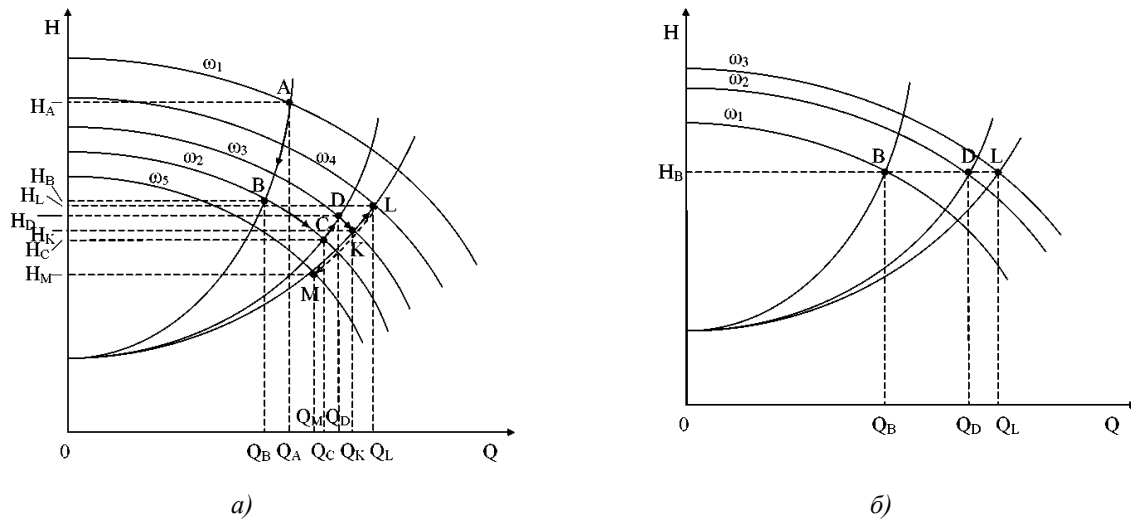 H
ω₁
A
H_A
ω₃
ω₄
ω₂
ω₅
H_B
B
H_L
L
D
H_D
C
H_K
K
H_C
H_M
M
Q_M Q_D
0
Q_B Q_A Q_C Q_K Q_L
Q
а)
H
ω₃
ω₂
ω₁
H_B
B
D
L
0
Q_B
Q_D
Q_L
Q
б)